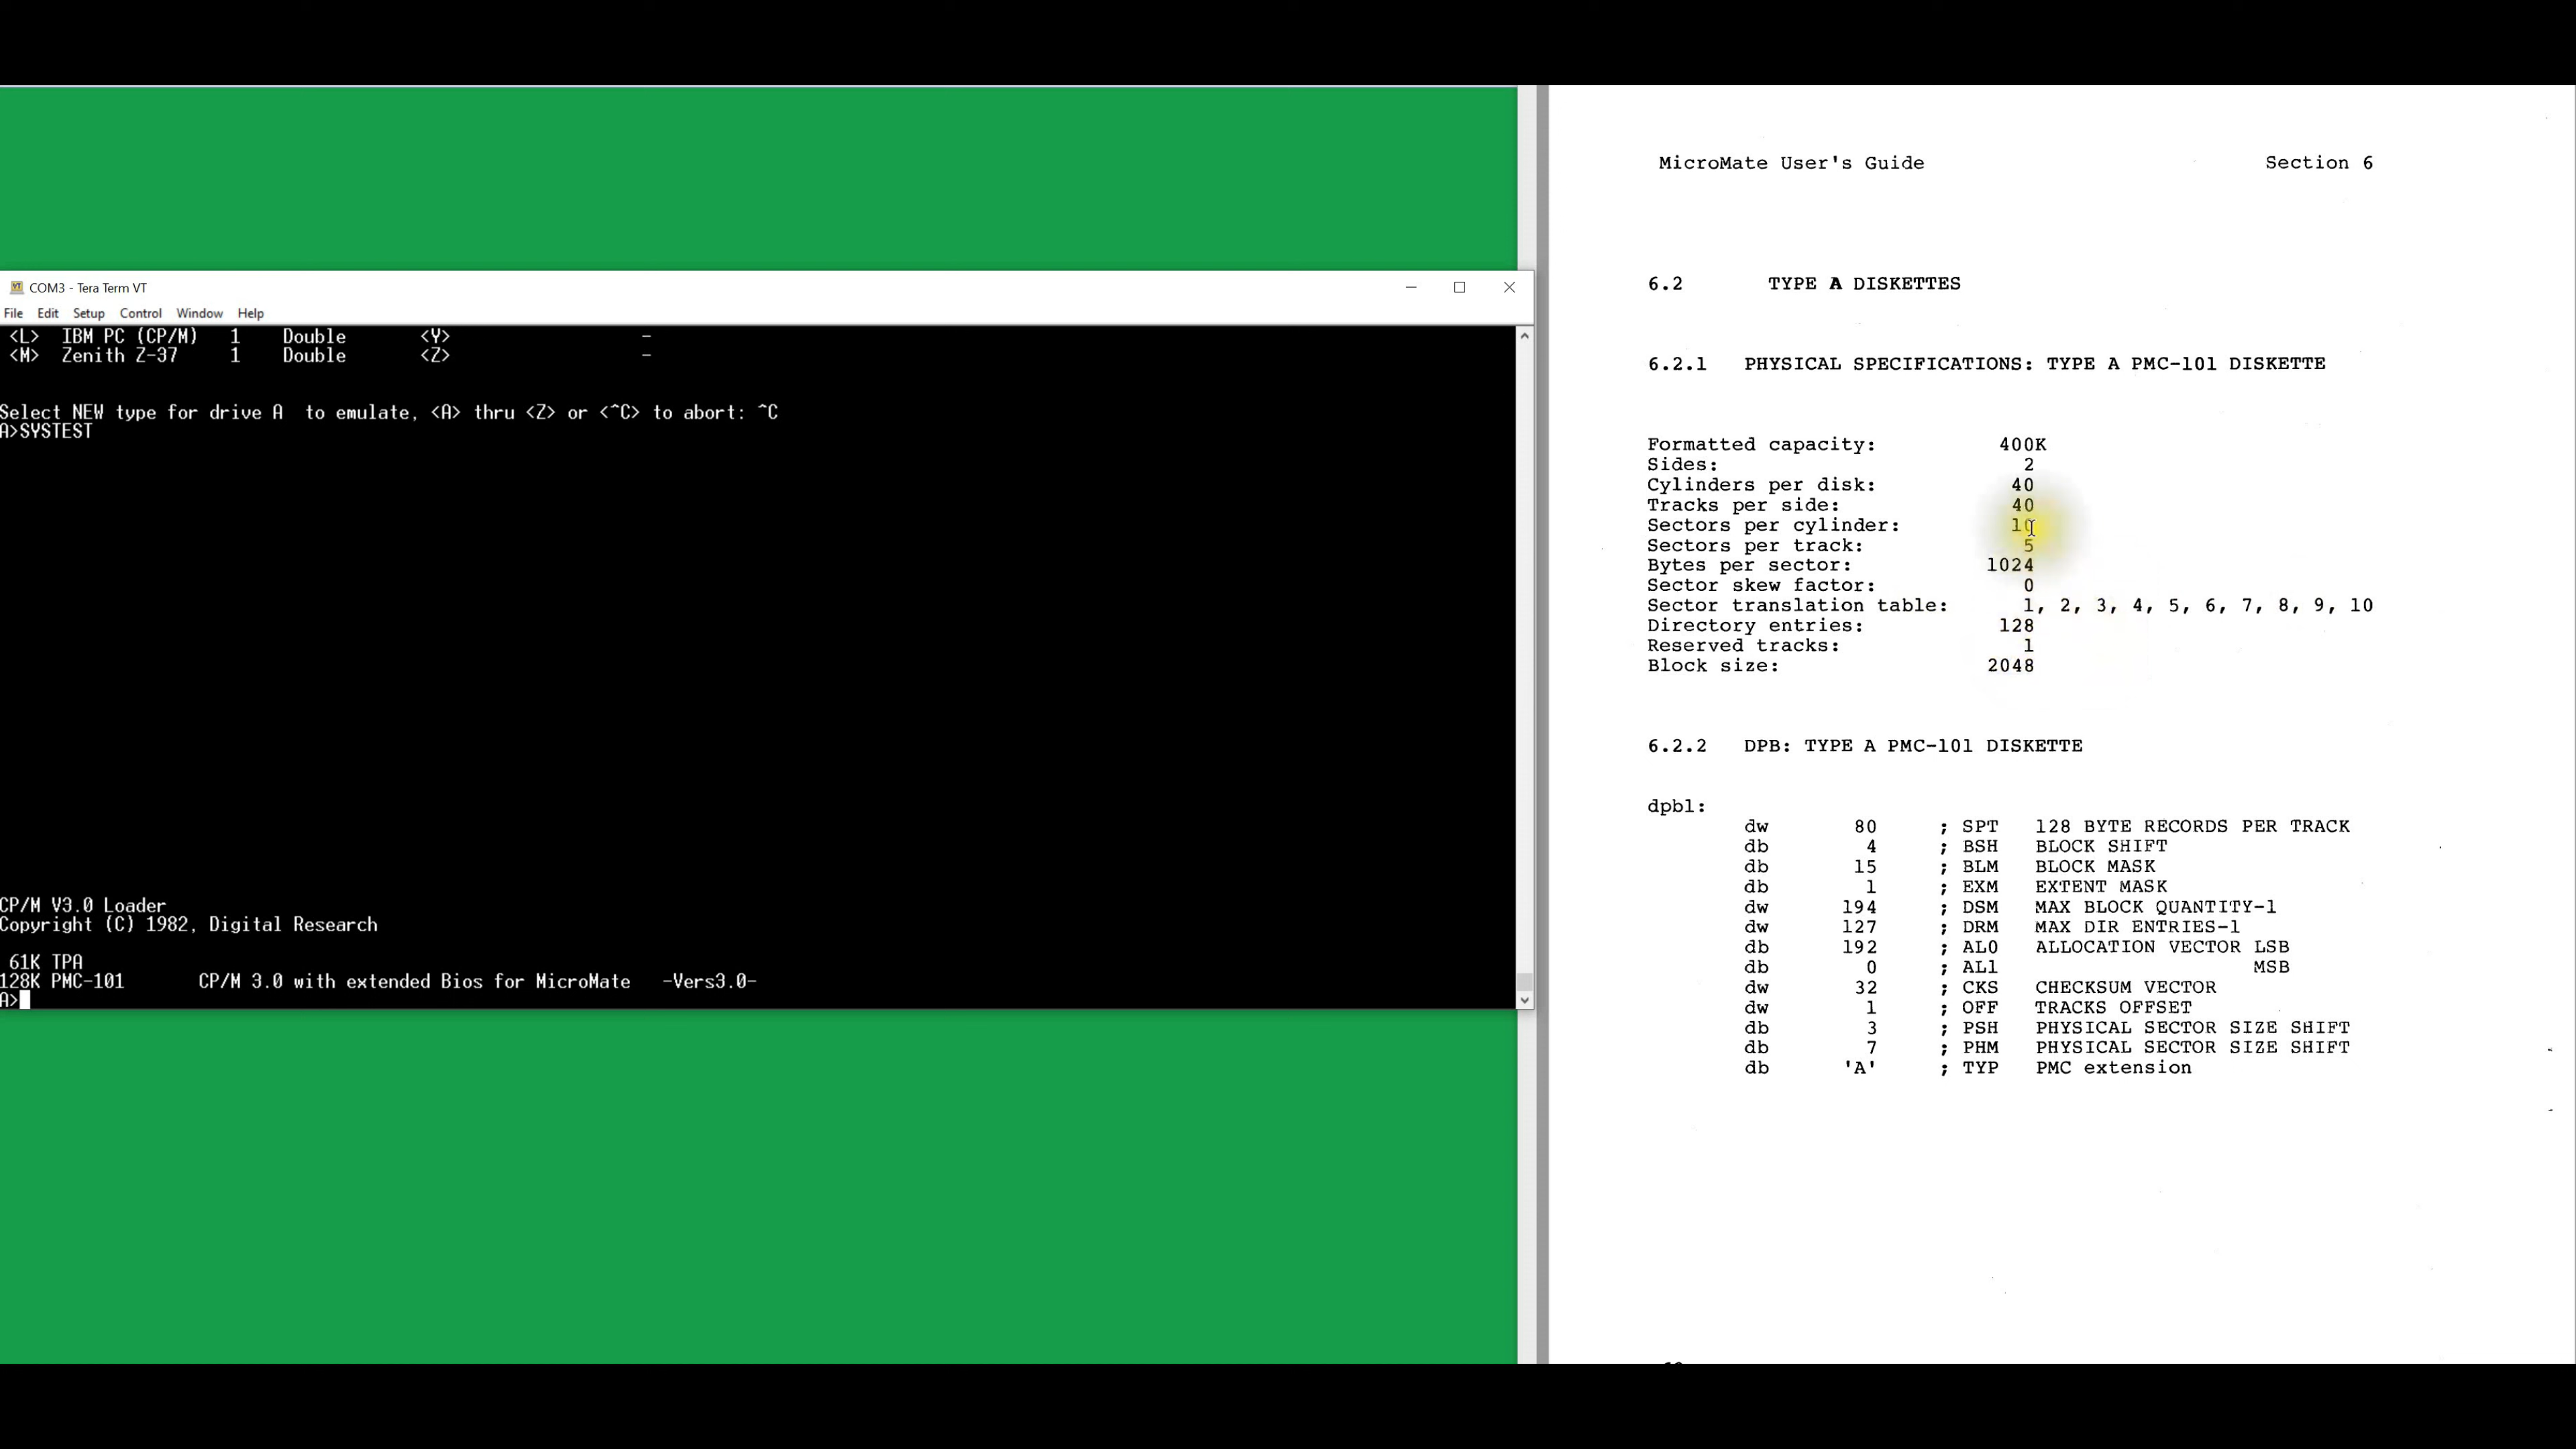 COM3 - Tera Term VT
File Edit Setup Control Window Help
<L> IBM PC (CP/M) 1 Double <Y> -
<M> Zenith Z-37 1 Double <Z> -
Select NEW type for drive A to emulate, <A> thru <Z> or <^C> to abort: ^C
A>SYSTEST
CP/M V3.0 Loader
Copyright (C) 1982, Digital Research
61K TPA
128K PMC-101 CP/M 3.0 with extended Bios for MicroMate -Vers3.0-
A>
MicroMate User's Guide Section 6
6.2 TYPE A DISKETTES
6.2.1 PHYSICAL SPECIFICATIONS: TYPE A PMC-101 DISKETTE
Formatted capacity: 400K
Sides: 2
Cylinders per disk: 40
Tracks per side: 40
Sectors per cylinder: 10
Sectors per track: 5
Bytes per sector: 1024
Sector skew factor: 0
Sector translation table: 1, 2, 3, 4, 5, 6, 7, 8, 9, 10
Directory entries: 128
Reserved tracks: 1
Block size: 2048
6.2.2 DPB: TYPE A PMC-101 DISKETTE
dpbl:
dw 80 ; SPT 128 BYTE RECORDS PER TRACK
db 4 ; BSH BLOCK SHIFT
db 15 ; BLM BLOCK MASK
db 1 ; EXM EXTENT MASK
dw 194 ; DSM MAX BLOCK QUANTITY-1
dw 127 ; DRM MAX DIR ENTRIES-1
db 192 ; AL0 ALLOCATION VECTOR LSB
db 0 ; AL1 MSB
dw 32 ; CKS CHECKSUM VECTOR
dw 1 ; OFF TRACKS OFFSET
db 3 ; PSH PHYSICAL SECTOR SIZE SHIFT
db 7 ; PHM PHYSICAL SECTOR SIZE SHIFT
db 'A' ; TYP PMC extension